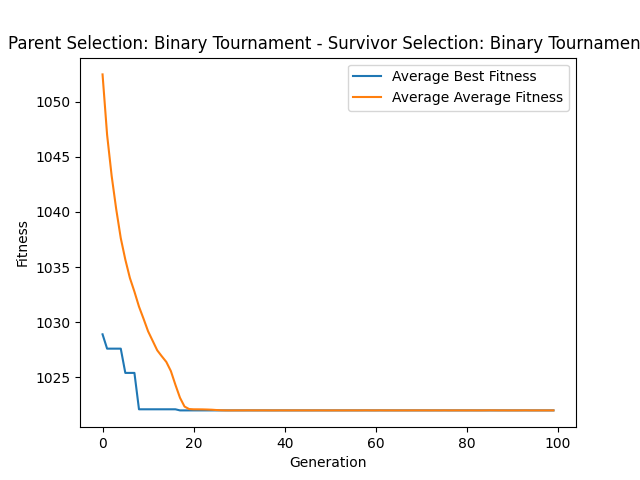 Parent Selection: Binary Tournament - Survivor Selection: Binary Tournamen
Average Best Fitness
Average Average Fitness
Fitness
1050
1045
1040
1035
1030
1025
0 20 40 60 80 100
Generation